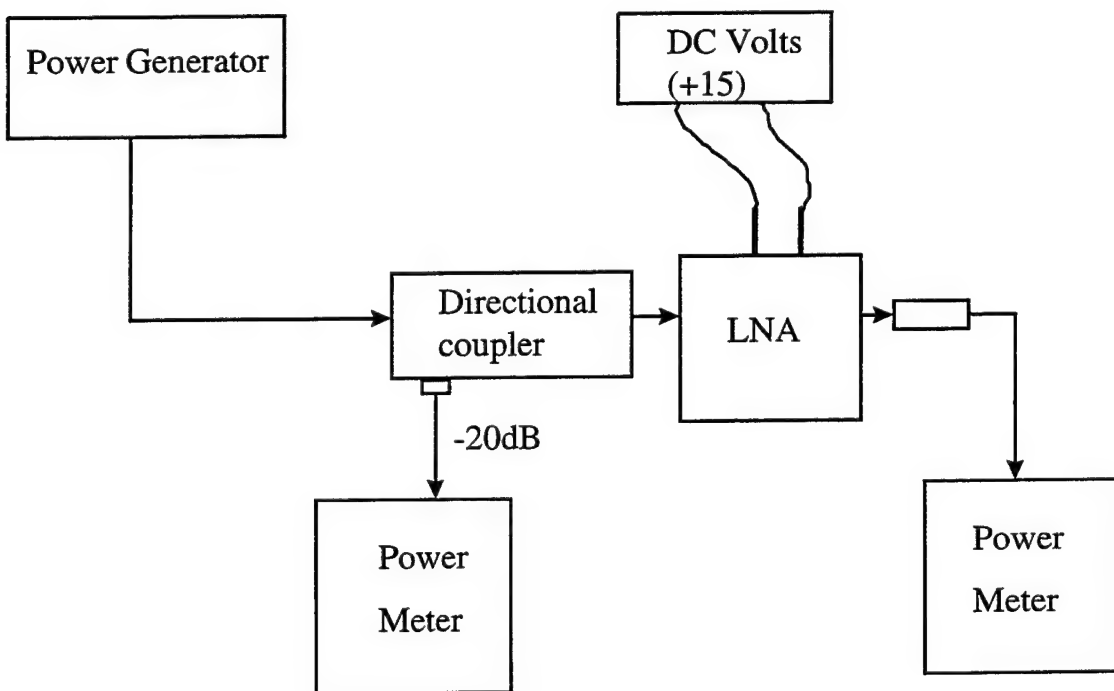 Power Generator
DC Volts
(+15)
Directional
coupler
LNA
-20dB
Power
Meter
Power
Meter